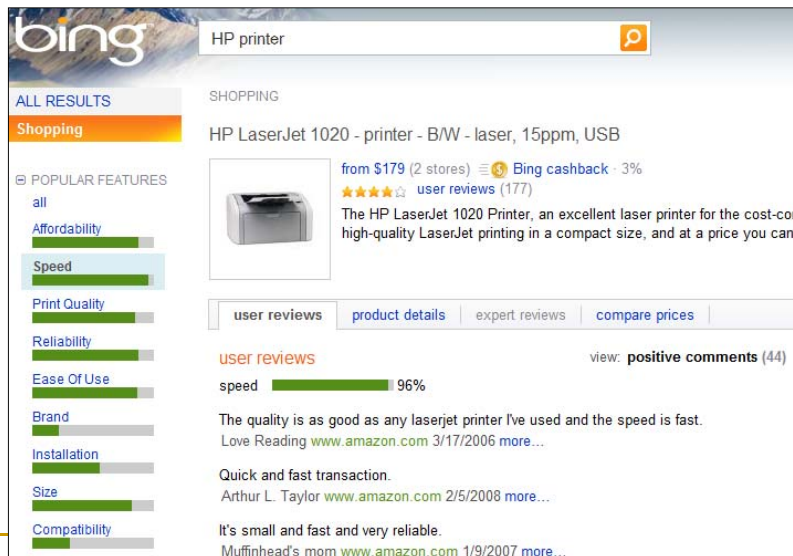 bing
HP printer
ALL RESULTS
Shopping
POPULAR FEATURES
all
Affordability
Speed
Print Quality
Reliability
Ease Of Use
Brand
Installation
Size
Compatibility
SHOPPING
HP LaserJet 1020 - printer - B/W - laser, 15ppm, USB
from $179 (2 stores) Bing cashback · 3%
user reviews (177)
The HP LaserJet 1020 Printer, an excellent laser printer for the
high-quality LaserJet printing in a compact size, and at a price you can
user reviews product details expert reviews compare prices
user reviews view: positive comments (44)
speed 96%
The quality is as good as any laserjet printer I've used and the speed is fast.
Love Reading www.amazon.com 3/17/2006 more...
Quick and fast transaction.
Arthur L. Taylor www.amazon.com 2/5/2008 more...
It's small and fast and very reliable.
Muffinhead's mom www.amazon.com 1/9/2007 more...